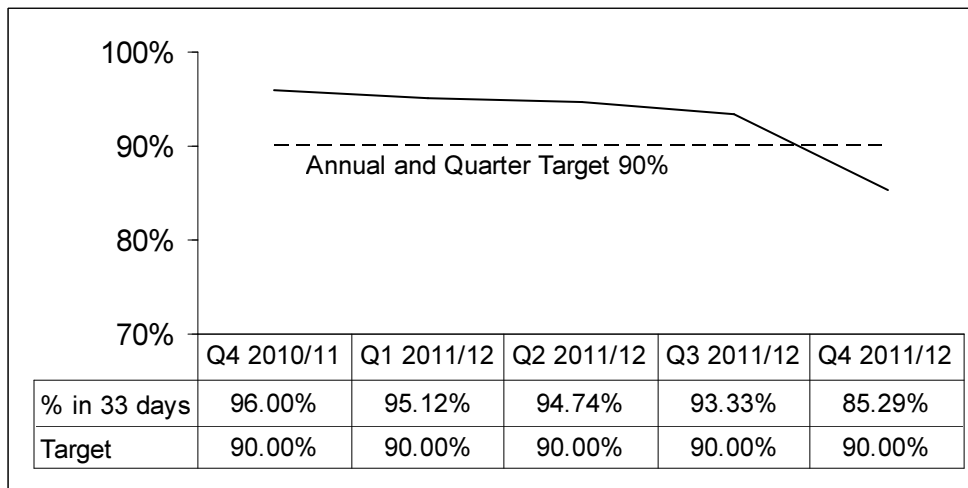 100%
90%
Annual and Quarter Target 90%
80%
70%
Q4 2010/11 Q1 2011/12 Q2 2011/12 Q3 2011/12 Q4 2011/12
% in 33 days 96.00% 95.12% 94.74% 93.33% 85.29%
Target 90.00% 90.00% 90.00% 90.00% 90.00%